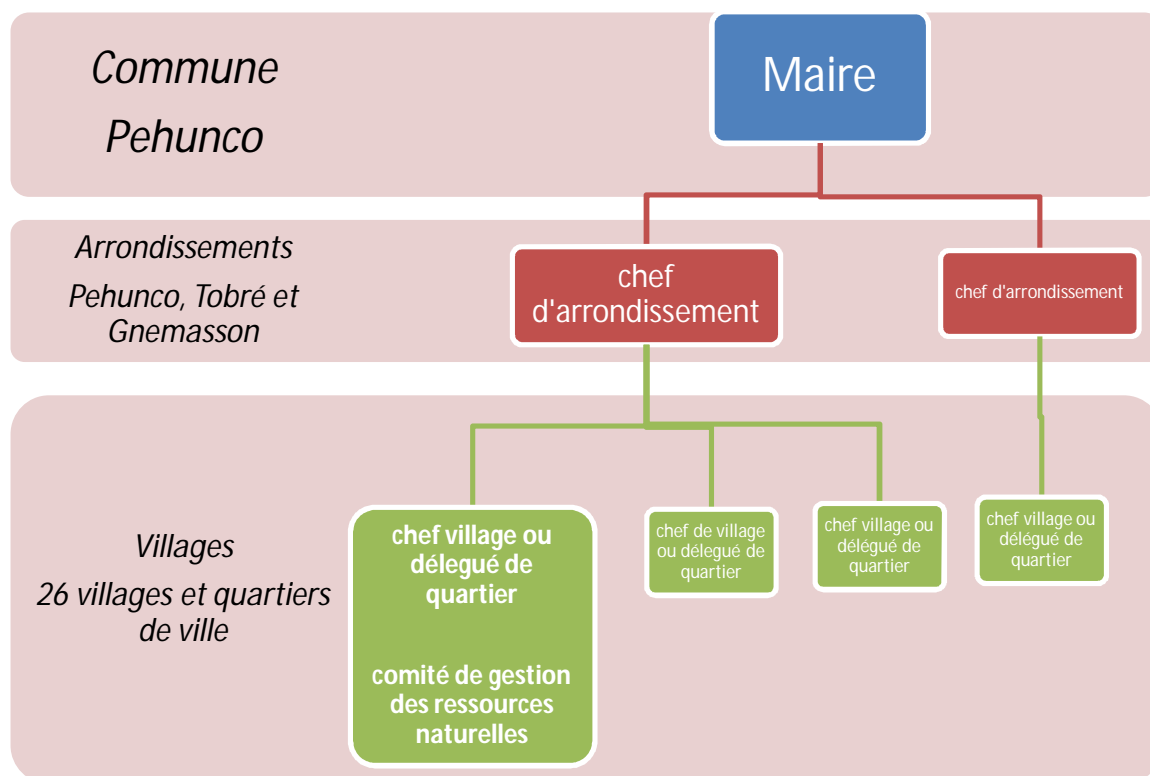 Commune
Pehunco
Maire
Arrondissements
Pehunco, Tobré et
Gnemasson
chef
d'arrondissement
chef d'arrondissement
Villages
26 villages et quartiers
de ville
chef village ou
délegué de
quartier
comité de gestion
des ressources
naturelles
chef de village
ou délegué de
quartier
chef village ou
délégué de
quartier
chef village ou
délégué de
quartier